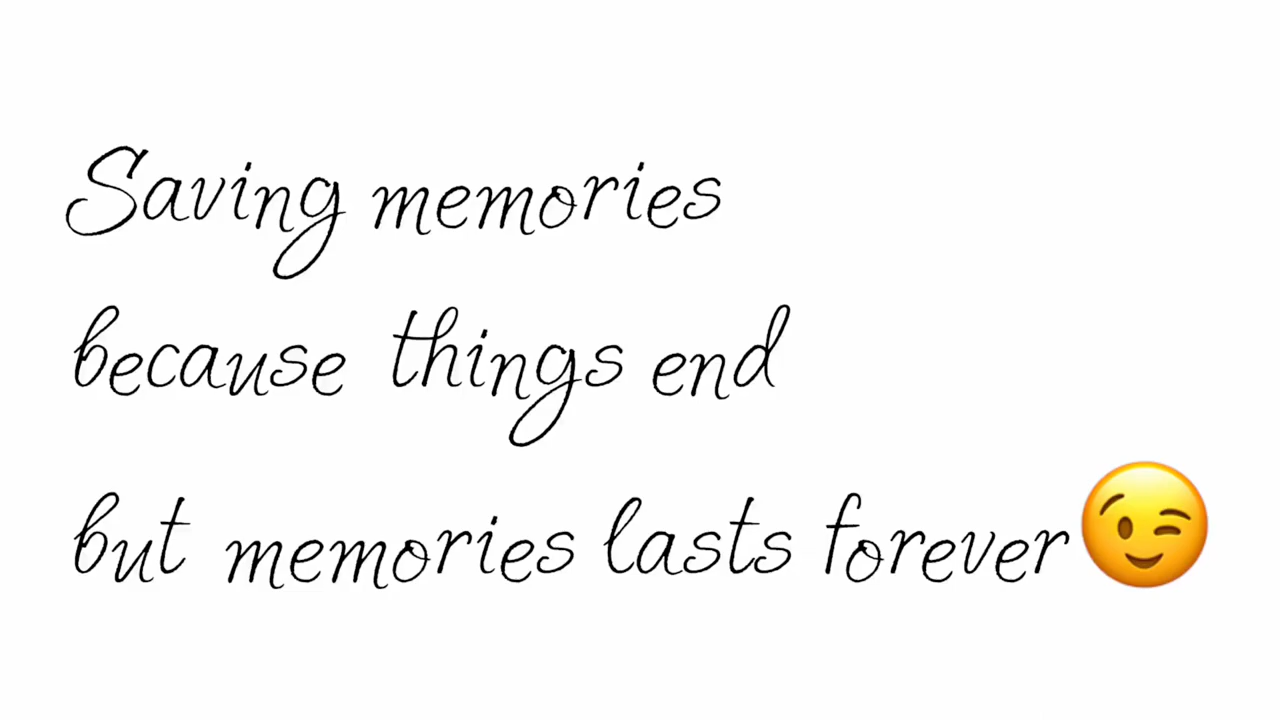 Saving memories
because things end
but memories lasts forever😉